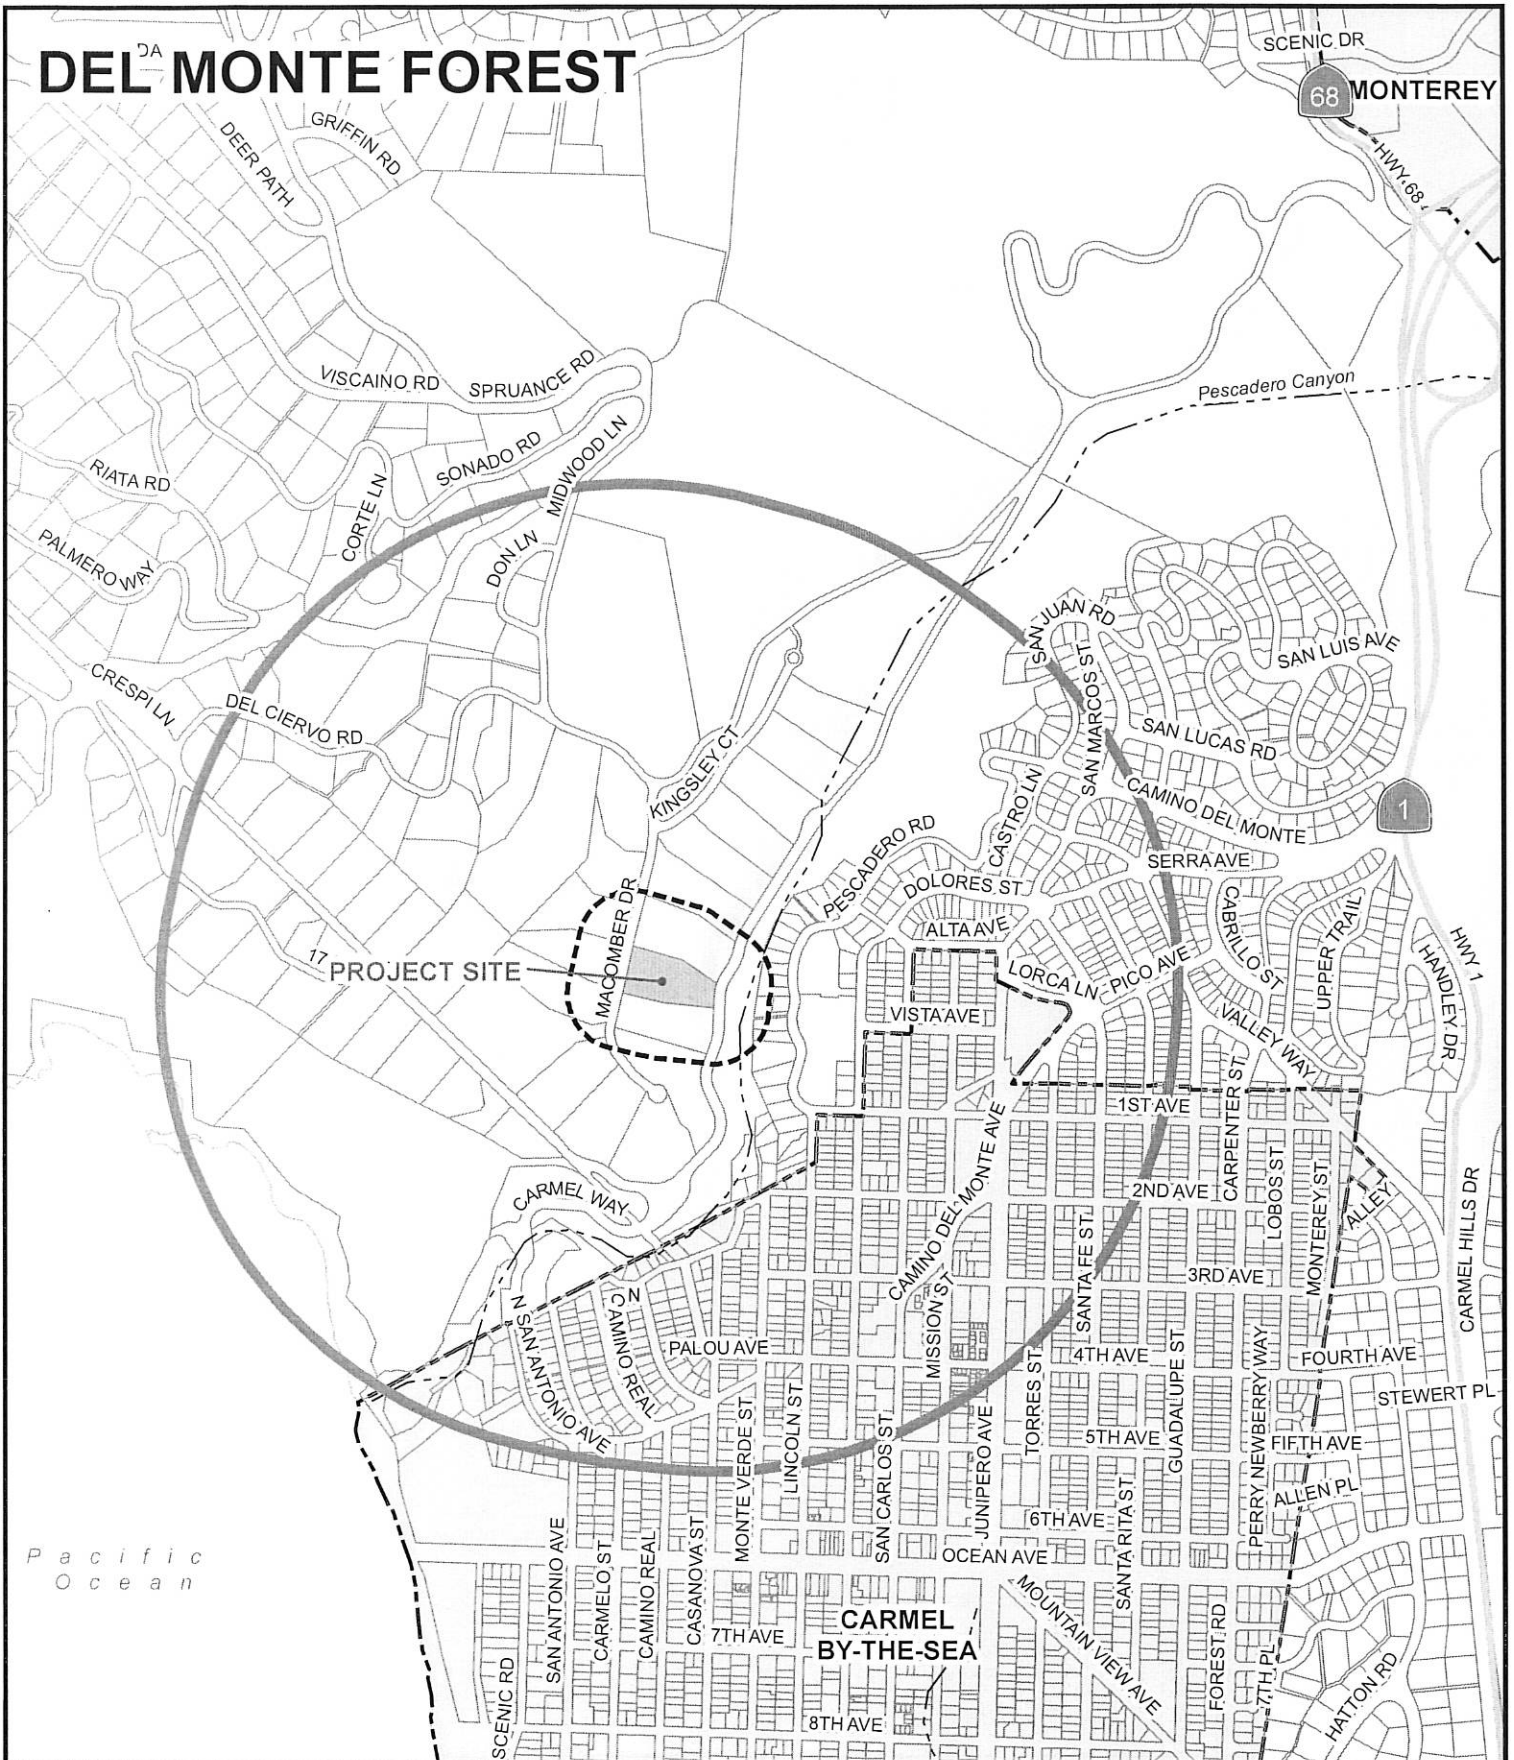 DEL MONTE FOREST
DA
SCENIC DR
68
MONTEREY
HWY 68
GRIFFIN RD
DEER PATH
Pescadero Canyon
VISCAINO RD
SPRUANCE RD
SONADO RD
MIDWOOD LN
RIATA RD
CORTE LN
DON LN
PALMERO WAY
SAN JUAN RD
SAN LUIS AVE
SAN MARCOS ST
CRESPI LN
DEL CIERVO RD
SAN LUCAS RD
KINGSLEY CT
CASTRO LN
CAMINO DEL MONTE
1
PESCADERO RD
SERRA AVE
DOLORES ST
CABRILLO ST
UPPER TRAIL
ALTA AVE
MACOMBER DR
HWY 1
HANDLEY DR
17
PROJECT SITE
LORCA LN
PICO AVE
VISTA AVE
VALLEY WAY
1ST AVE
CARPENTER ST
CAMINO DEL MONTE AVE
CARMEL WAY
2ND AVE
LOBOS ST
MONTEREY ST
ALLEY
CARMEL HILLS DR
SANTA FE ST
3RD AVE
N SAN ANTONIO AVE
N
CAMINO REAL
MISSION ST
PALOU AVE
4TH AVE
GUADALUPE ST
PERRY NEWBERRY WAY
FOURTH AVE
STEWERT PL
MONTE VERDE ST
LINCOLN ST
SAN CARLOS ST
JUNIPERO AVE
TORRES ST
5TH AVE
FIFTH AVE
ALLEN PL
6TH AVE
SANTA RITA ST
Pacific
Ocean
SAN ANTONIO AVE
CARMELO ST
CAMINO REAL
CASANOVA ST
OCEAN AVE
MOUNTAIN VIEW AVE
CARMEL
BY-THE-SEA
7TH AVE
FOREST RD
7TH PL
HATTON RD
SCENIC RD
8TH AVE